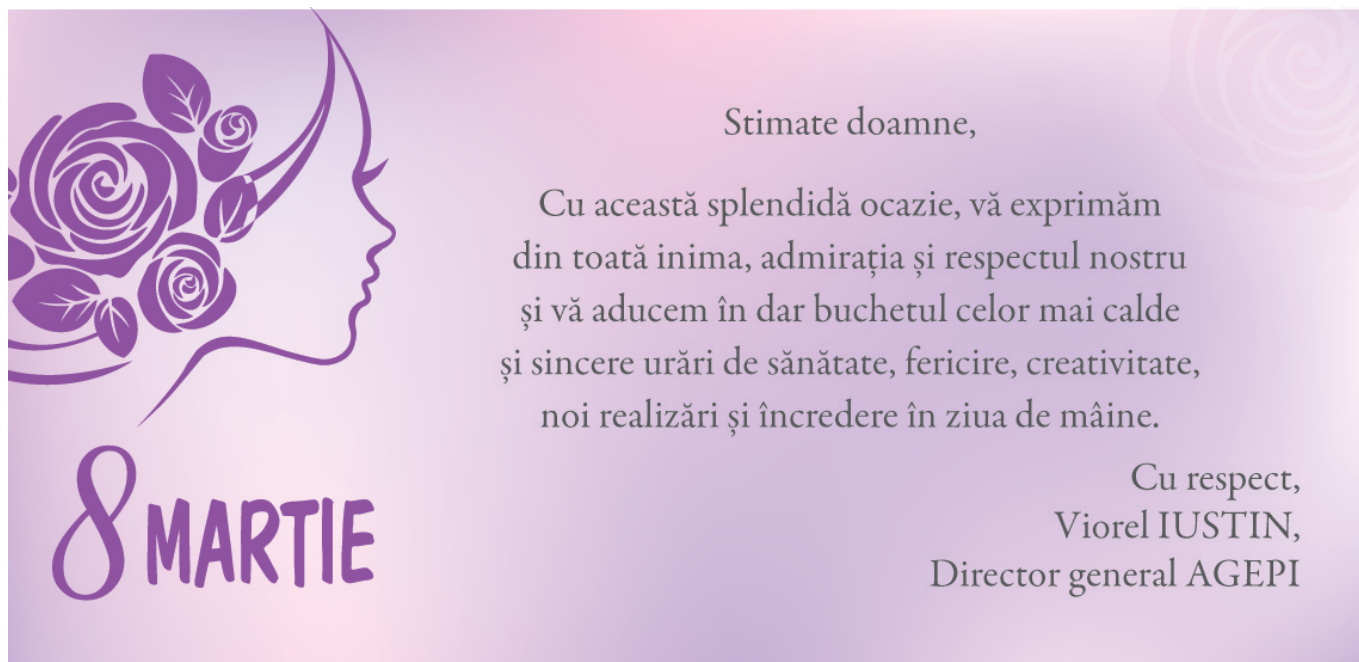 Stimate doamne,
Cu această splendidă ocazie, vă exprimăm
din toată inima, admirația și respectul nostru
și vă aducem în dar buchetul celor mai calde
și sincere urări de sănătate, fericire, creativitate,
noi realizări și încredere în ziua de mâine.
Cu respect,
Viorel IUSTIN,
Director general AGEPI
8 MARTIE